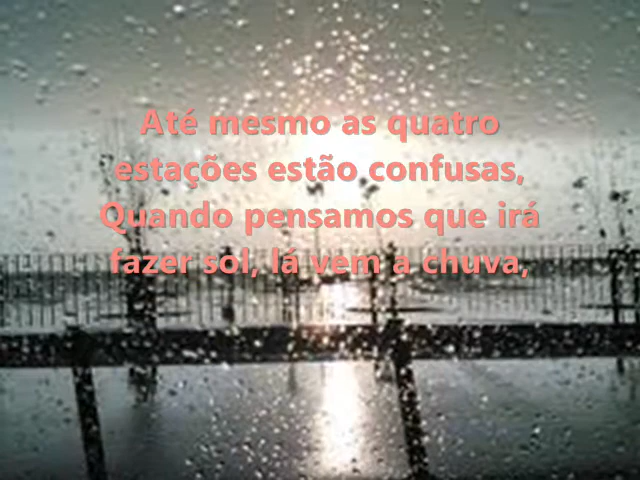 Até mesmo as quatro
estações estão confusas,
Quando pensamos que irá
fazer sol, lá vem a chuva,